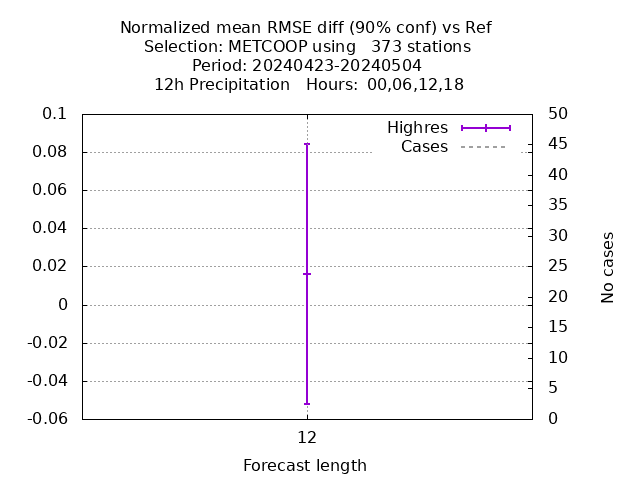 Normalized mean RMSE diff (90% conf) vs Ref
Selection: METCOOP using   373 stations
Period: 20240423-20240504
12h Precipitation   Hours:  00,06,12,18
0.1
0.08
0.06
0.04
0.02
0
-0.02
-0.04
-0.06
50
45
40
35
30
25
20
15
10
5
0
Highres
Cases
No cases
12
Forecast length